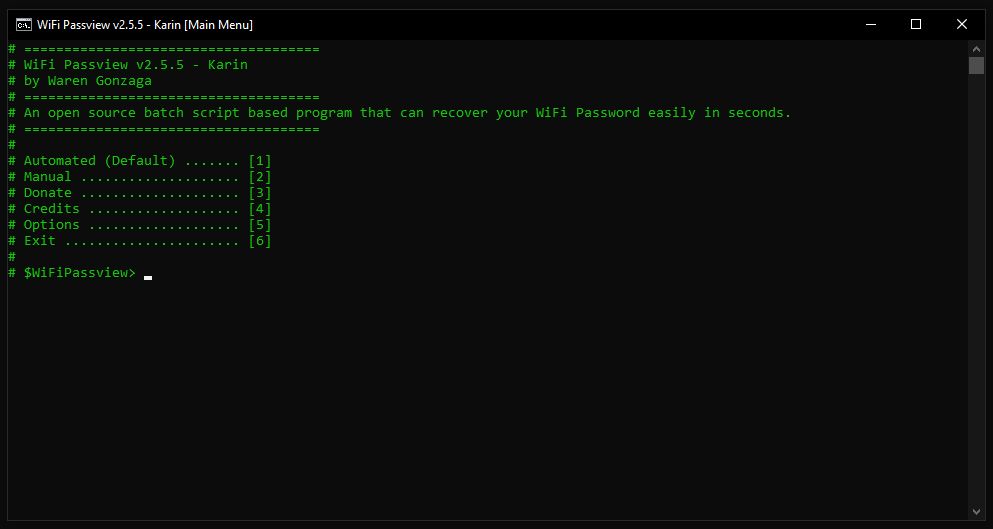 WiFi Passview v2.5.5 - Karin [Main Menu]
# =====================================
# WiFi Passview v2.5.5 - Karin
# by Waren Gonzaga
# =====================================
# An open source batch script based program that can recover your WiFi Password easily in seconds.
# =====================================
#
# Automated (Default) ....... [1]
# Manual .................... [2]
# Donate .................... [3]
# Credits ................... [4]
# Options ................... [5]
# Exit ...................... [6]
#
# $WiFiPassview>